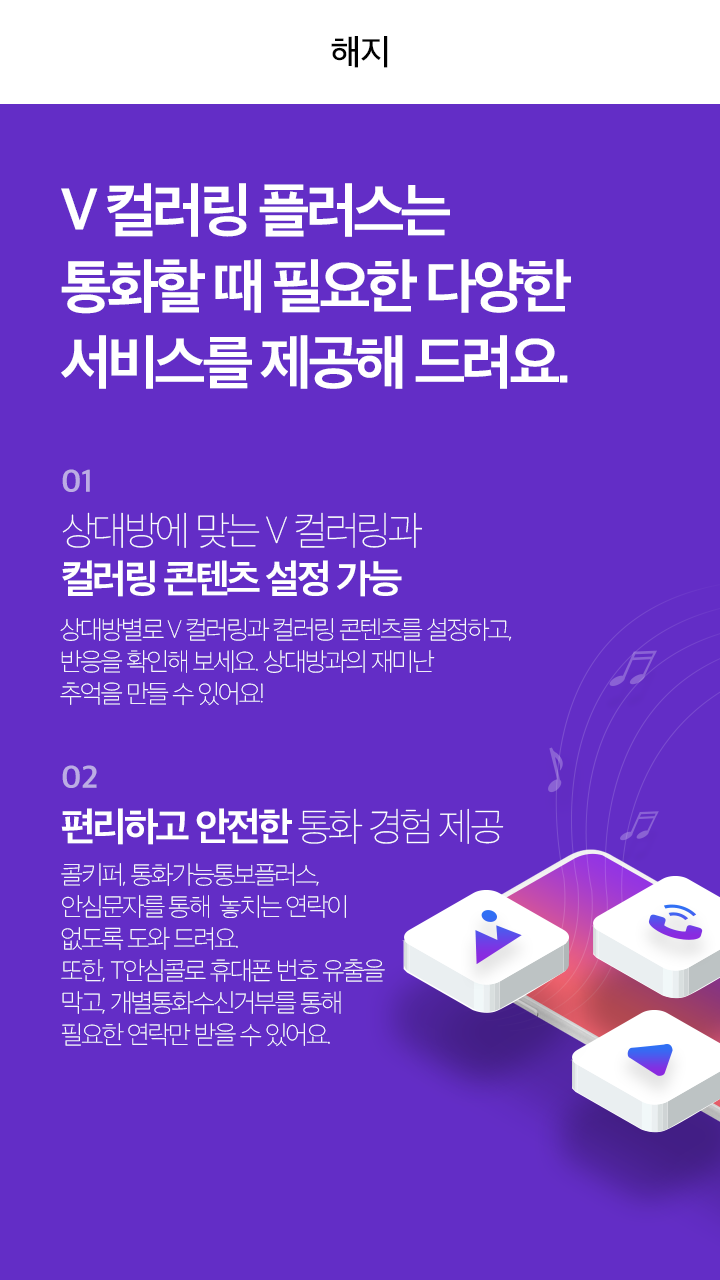 해지
V 컬러링 플러스는
통화할 때 필요한 다양한
서비스를 제공해 드려요.
01
상대방에 맞는 V 컬러링과
컬러링 콘텐츠 설정 가능
상대방별로 V 컬러링과 컬러링 콘텐츠를 설정하고,
반응을 확인해 보세요. 상대방과의 재미난
추억을 만들 수 있어요!
02
편리하고 안전한 통화 경험 제공
콜키퍼, 통화가능통보플러스,
안심문자를 통해 놓치는 연락이
없도록 도와 드려요.
또한, T안심콜로 휴대폰 번호 유출을
막고, 개별통화수신거부를 통해
필요한 연락만 받을 수 있어요.